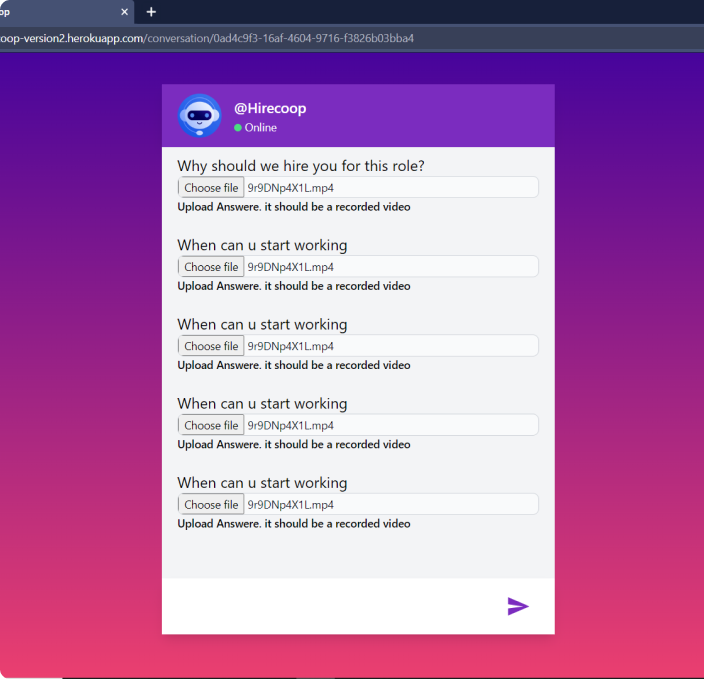 op
coop-version2.herokuapp.com/conversation/0ad4c9f3-16af-4604-9716-f3826b03bba4
@Hirecoop
Online
Why should we hire you for this role?
Choose file 9r9DNp4X1L.mp4
Upload Answere. it should be a recorded video
When can u start working
Choose file 9r9DNp4X1L.mp4
Upload Answere. it should be a recorded video
When can u start working
Choose file 9r9DNp4X1L.mp4
Upload Answere. it should be a recorded video
When can u start working
Choose file 9r9DNp4X1L.mp4
Upload Answere. it should be a recorded video
When can u start working
Choose file 9r9DNp4X1L.mp4
Upload Answere. it should be a recorded video